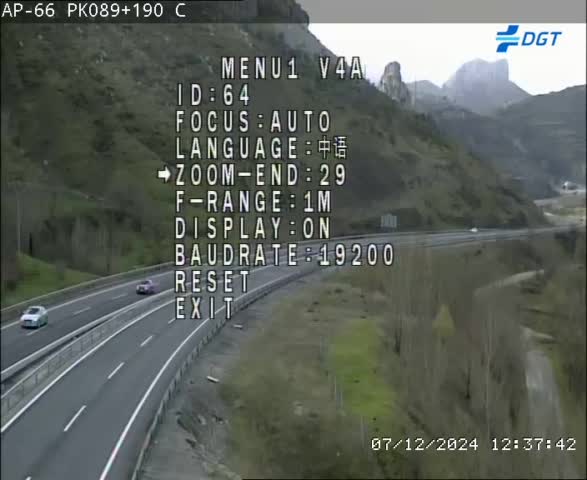 AP-66 PK089+190 C
DGT
MENU1 V4A
ID:64
FOCUS:AUTO
LANGUAGE:中语
ZOOM-END:29
F-RANGE:1M
DISPLAY:ON
BAUDRATE:19200
RESET
EXIT
07/12/2024 12:37:42